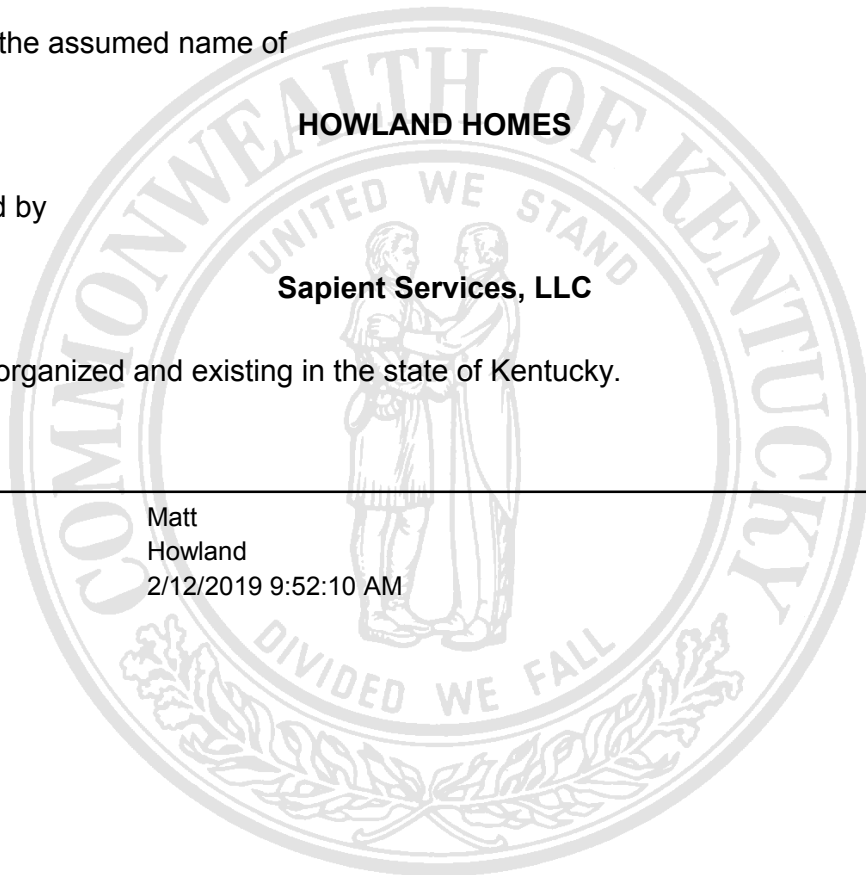 the assumed name of
HOWLAND HOMES
d by
Sapient Services, LLC
organized and existing in the state of Kentucky.
Matt
Howland
2/12/2019 9:52:10 AM
COMMONWEALTH OF KENTUCKY
UNITED WE STAND
DIVIDED WE FALL